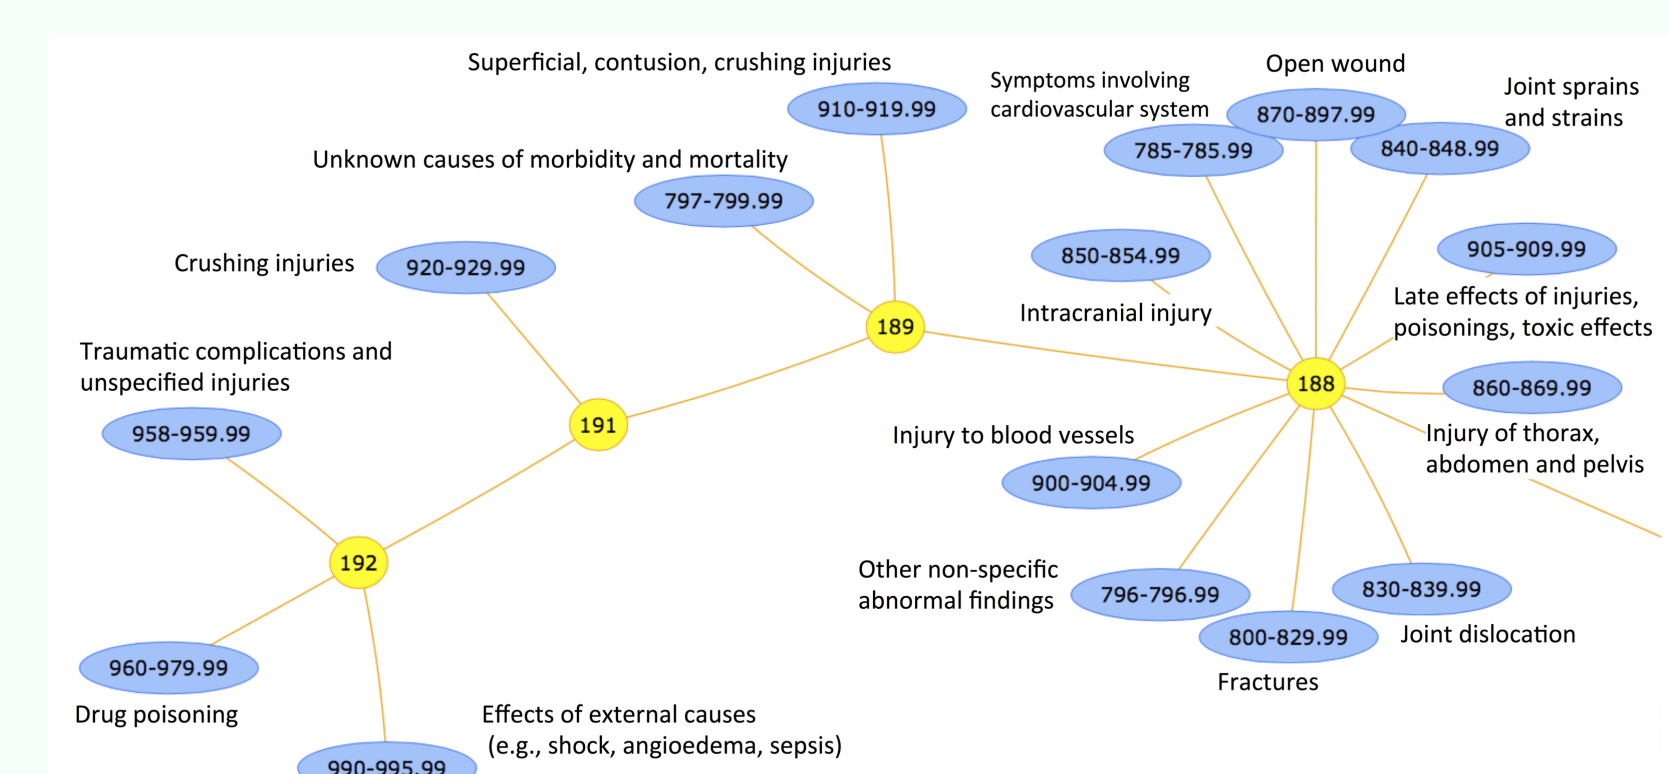 Superficial, contusion, crushing injuries
910-919.99
Unknown causes of morbidity and mortality
797-799.99
Crushing injuries
920-929.99
Traumatic complications and
unspecified injuries
958-959.99
189
191
192
960-979.99
Drug poisoning
Effects of external causes
(e.g., shock, angioedema, sepsis)
990-995.99
Symptoms involving
cardiovascular system
785-785.99
Open wound
870-897.99
Joint sprains
and strains
840-848.99
850-854.99
Intracranial injury
905-909.99
Late effects of injuries,
poisonings, toxic effects
188
860-869.99
Injury of thorax,
abdomen and pelvis
Injury to blood vessels
900-904.99
Other non-specific
abnormal findings
796-796.99
800-829.99
Fractures
830-839.99
Joint dislocation